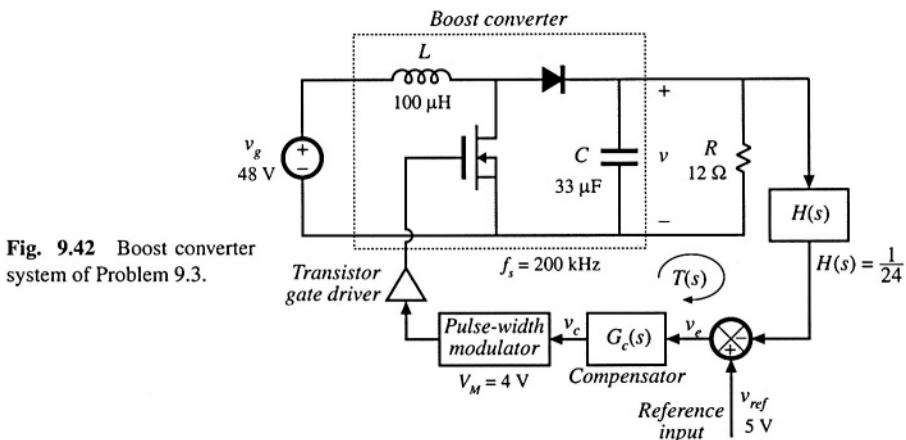 Boost converter
L
100 µH
v_g
48 V
+
−
C
33 µF
+
v
−
R
12 Ω
H(s)
H(s) = 1/24
f_s = 200 kHz
Transistor
gate driver
T(s)
Pulse-width
modulator
V_M = 4 V
v_c
G_c(s)
Compensator
v_e
−
+
v_ref
5 V
Reference
input
Fig. 9.42 Boost converter
system of Problem 9.3.